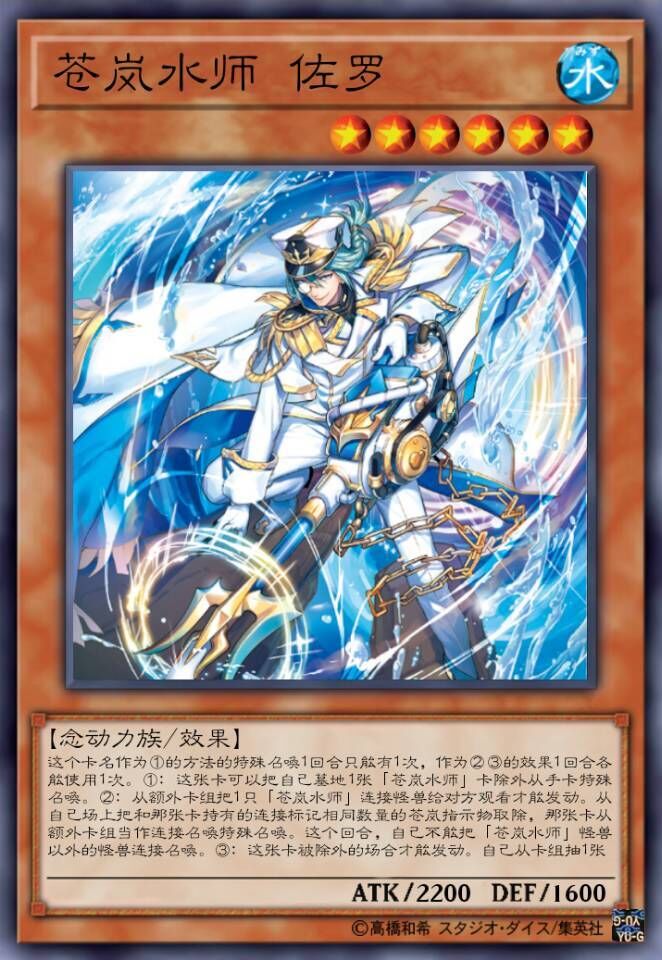 苍岚水师 佐罗
みず
水
【念动力族/效果】
这个卡名作为①的方法的特殊召唤1回合只能有1次，作为②③的效果1回合各
能使用1次。①：这张卡可以把自己墓地1张「苍岚水师」卡除外从手卡特殊
召唤。②：从额外卡组把1只「苍岚水师」连接怪兽给对方观看才能发动。从
自己场上把和那张卡持有的连接标记相同数量的苍岚指示物取除，那张卡从
额外卡组当作连接召唤特殊召唤。这个回合，自己不能把「苍岚水师」怪兽
以外的怪兽连接召唤。③：这张卡被除外的场合才能发动。自己从卡组抽1张
ATK/2200 DEF/1600
©高橋和希 スタジオ・ダイス/集英社